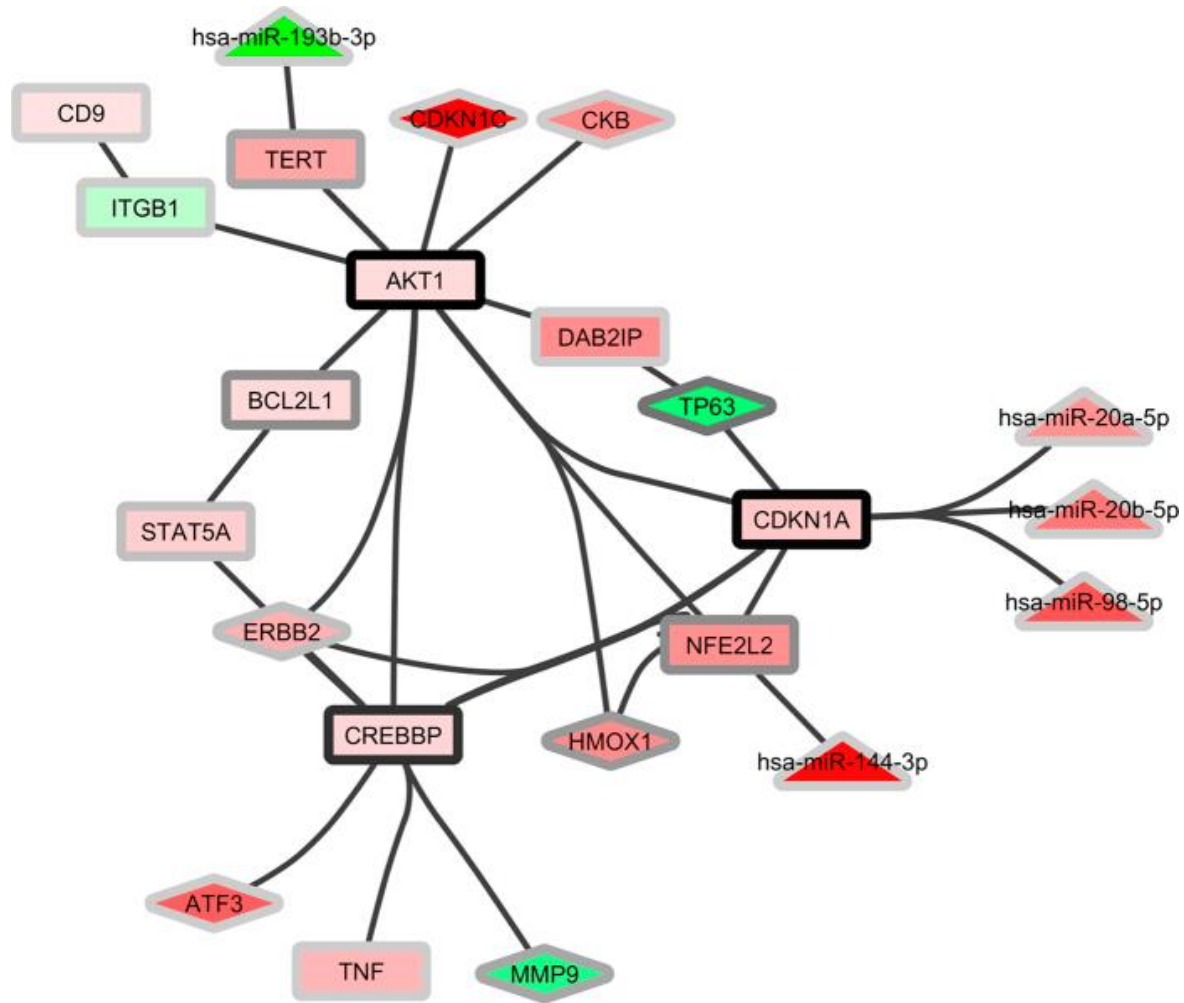 hsa-miR-193b-3p
CD9
CDKN1C
CKB
TERT
ITGB1
AKT1
DAB2IP
BCL2L1
TP63
hsa-miR-20a-5p
hsa-miR-20b-5p
CDKN1A
STAT5A
hsa-miR-98-5p
ERBB2
NFE2L2
CREBBP
HMOX1
hsa-miR-144-3p
ATF3
TNF
MMP9